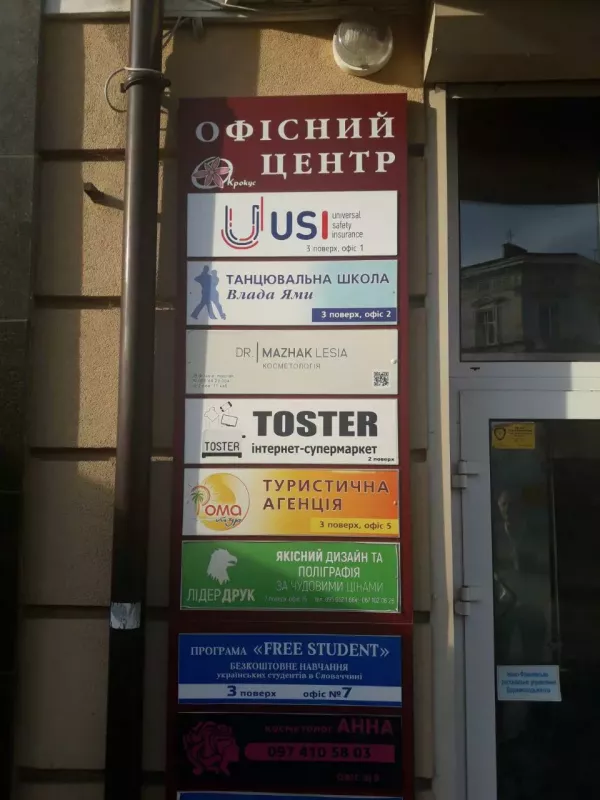 ОФІСНИЙ
ЦЕНТР
Крокус
USI universal
safety
insurance
3 поверх, офіс 1
ТАНЦЮВАЛЬНА ШКОЛА
Влада Ями
3 поверх, офіс 2
DR. MAZHAK LESIA
КОСМЕТОЛОГІЯ
TOSTER
TOSTER
інтернет-супермаркет
2 поверх
ТУРИСТИЧНА
АГЕНЦІЯ
Рома
3 поверх, офіс 5
ЯКІСНИЙ ДИЗАЙН ТА
ПОЛІГРАФІЯ
ЗА ЧУДОВИМИ ЦІНАМИ
ЛІДЕРДРУК
ПРОГРАМА «FREE STUDENT»
БЕЗКОШТОВНЕ НАВЧАННЯ
українських студентів в Словаччині
3 поверх офіс №7
КОСМЕТОЛОГ АННА
097 410 58 03